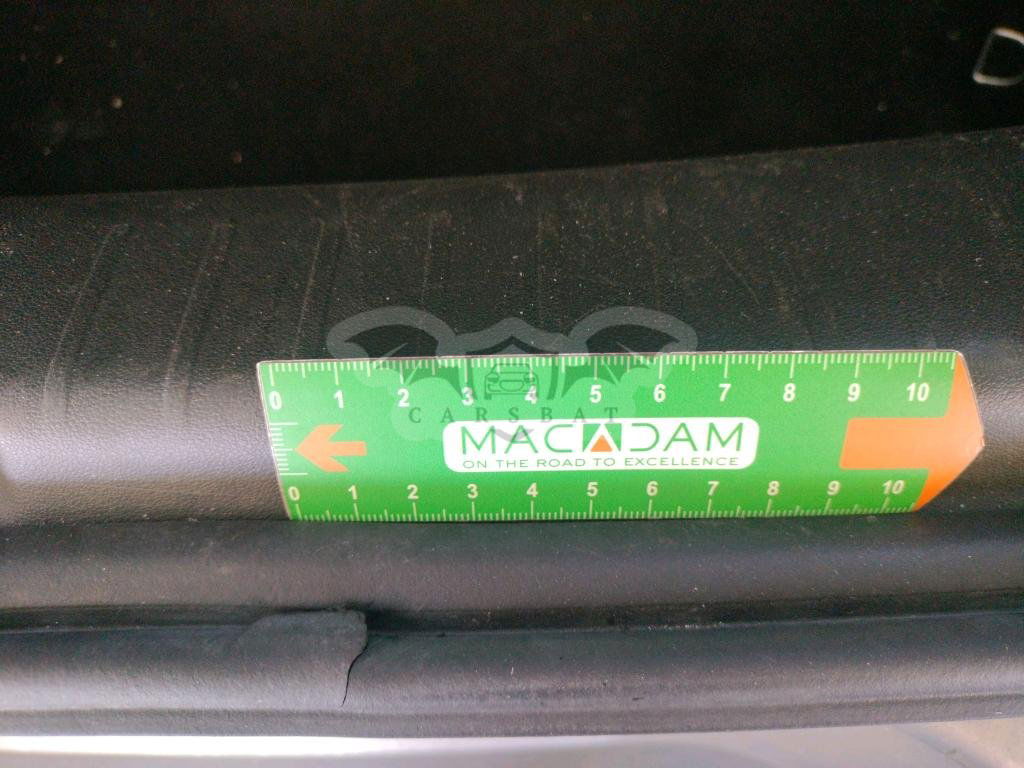 0 1 2 3 4 5 6 7 8 9 10
CARSBAT
MACADAM
ON THE ROAD TO EXCELLENCE
0 1 2 3 4 5 6 7 8 9 10